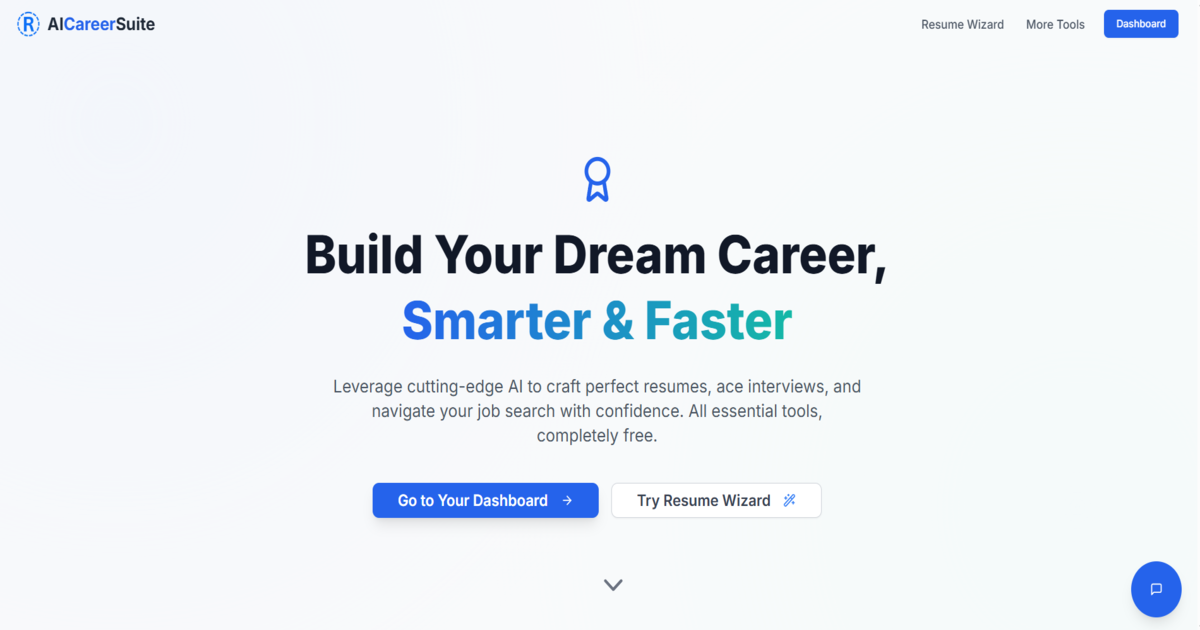 R AICareerSuite
Resume Wizard
More Tools
Dashboard
Build Your Dream Career,
Smarter & Faster
Leverage cutting-edge AI to craft perfect resumes, ace interviews, and
navigate your job search with confidence. All essential tools,
completely free.
Go to Your Dashboard
Try Resume Wizard